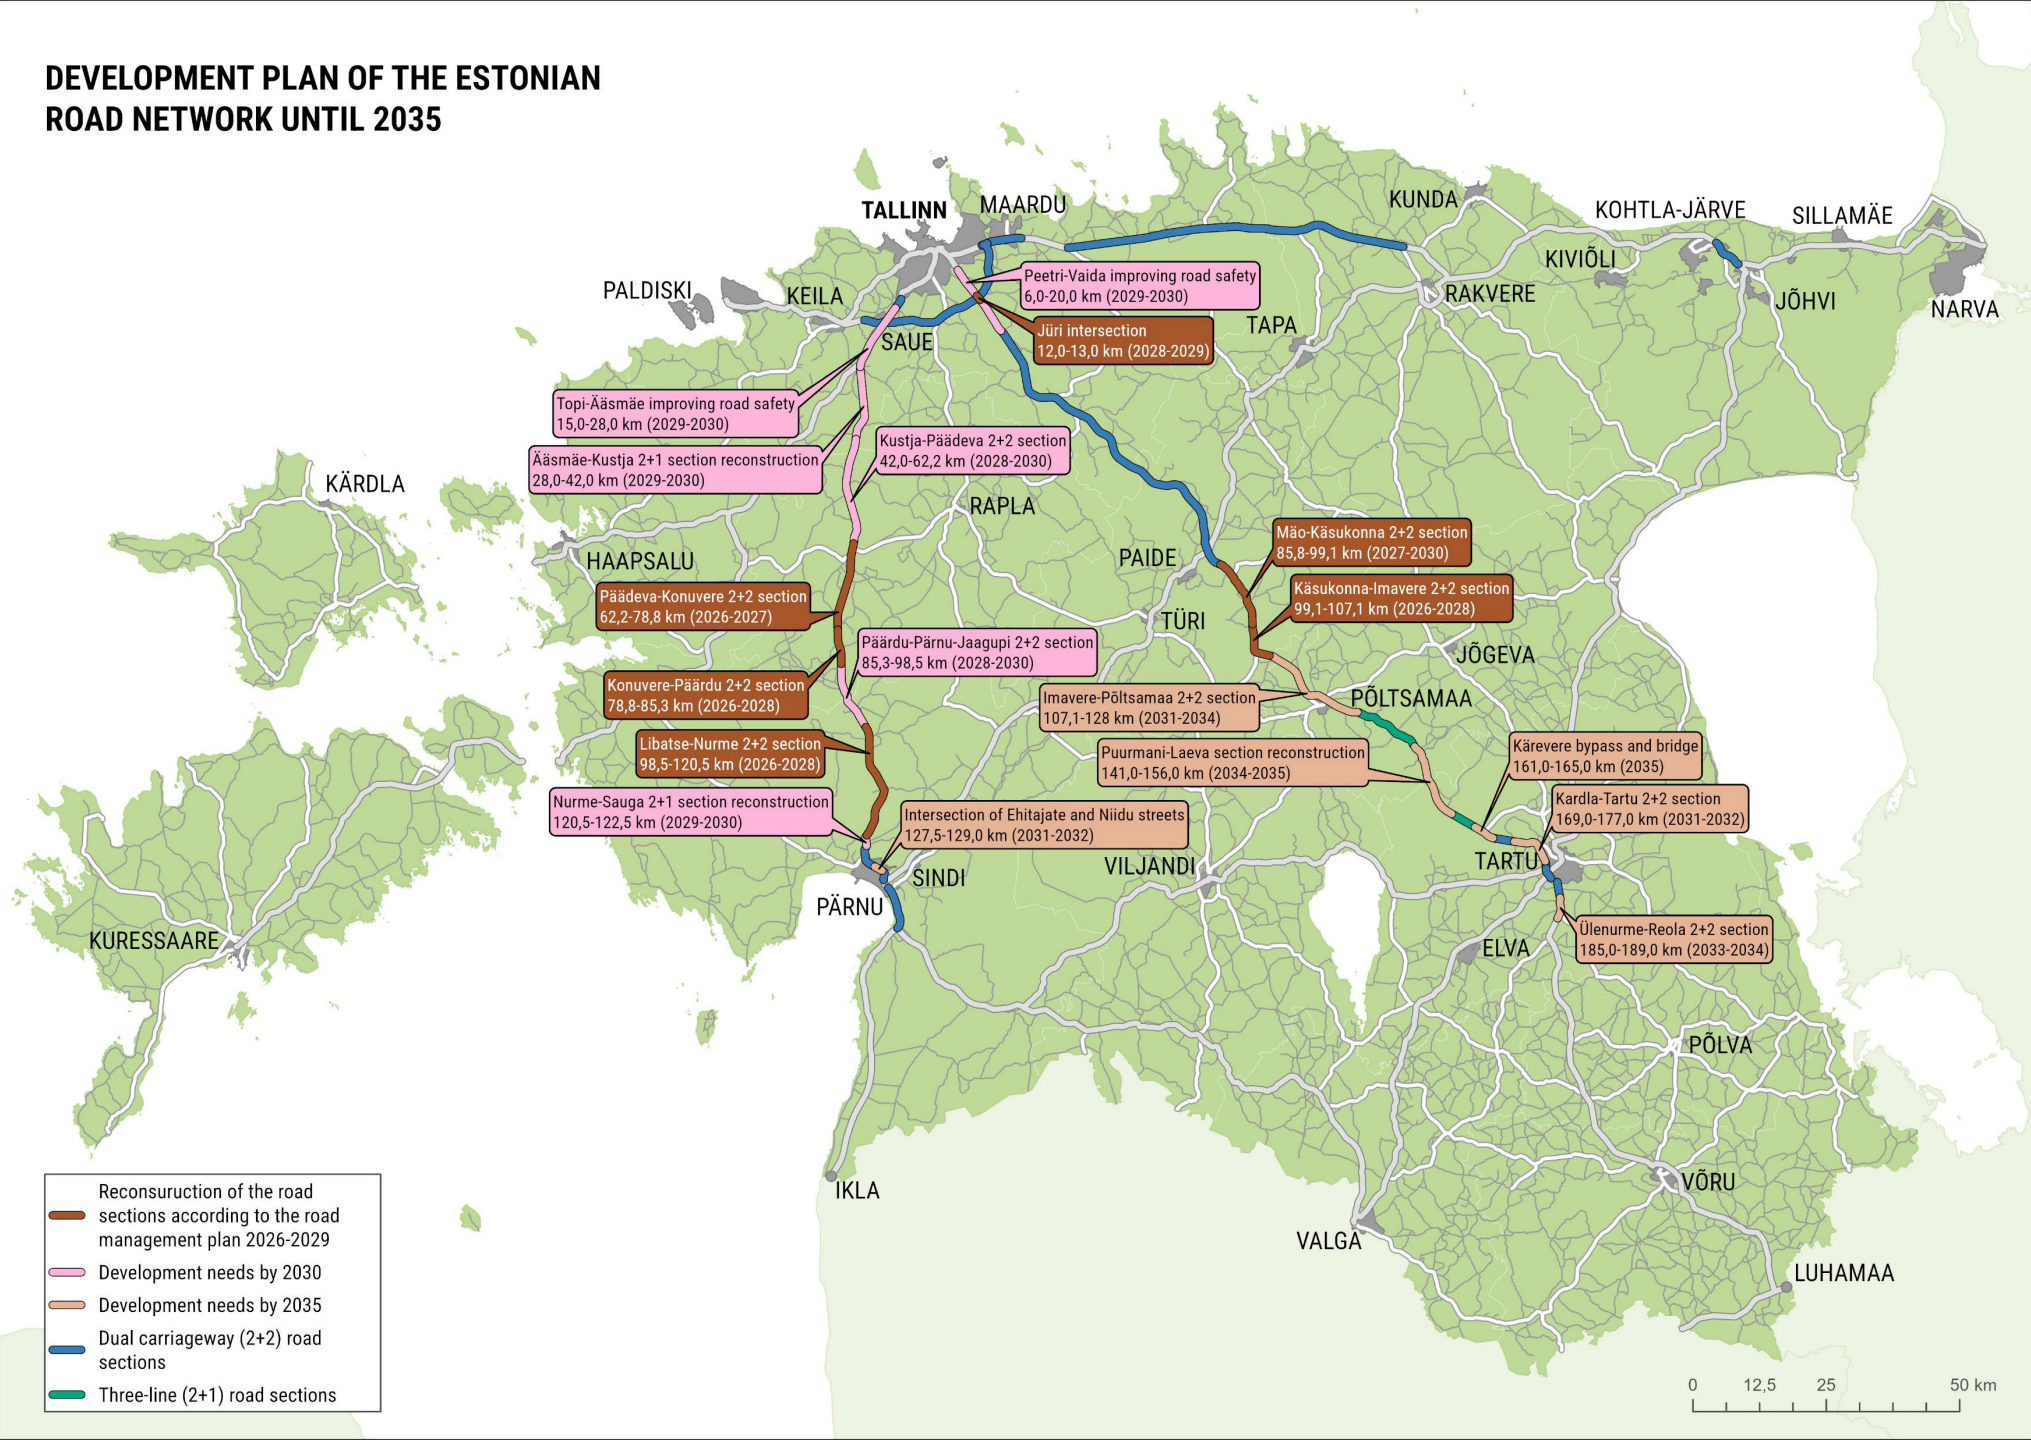 DEVELOPMENT PLAN OF THE ESTONIAN
ROAD NETWORK UNTIL 2035
TALLINN
MAARDU
KUNDA
KOHTLA-JÄRVE
SILLAMÄE
KIVIÕLI
PALDISKI
KEILA
Peetri-Vaida improving road safety
6,0-20,0 km (2029-2030)
RAKVERE
JÕHVI
NARVA
TAPA
Jüri intersection
12,0-13,0 km (2028-2029)
SAUE
Topi-Ääsmäe improving road safety
15,0-28,0 km (2029-2030)
Kustja-Päädeva 2+2 section
42,0-62,2 km (2028-2030)
Ääsmäe-Kustja 2+1 section reconstruction
28,0-42,0 km (2029-2030)
KÄRDLA
RAPLA
Mäo-Käsukonna 2+2 section
85,8-99,1 km (2027-2030)
HAAPSALU
PAIDE
Käsukonna-Imavere 2+2 section
99,1-107,1 km (2026-2028)
Päädeva-Konuvere 2+2 section
62,2-78,8 km (2026-2027)
TÜRI
Päärdu-Pärnu-Jaagupi 2+2 section
85,3-98,5 km (2028-2030)
JÕGEVA
Konuvere-Päärdu 2+2 section
78,8-85,3 km (2026-2028)
Imavere-Põltsamaa 2+2 section
107,1-128 km (2031-2034)
PÕLTSAMAA
Libatse-Nurme 2+2 section
98,5-120,5 km (2026-2028)
Puurmani-Laeva section reconstruction
141,0-156,0 km (2034-2035)
Kärevere bypass and bridge
161,0-165,0 km (2035)
Nurme-Sauga 2+1 section reconstruction
120,5-122,5 km (2029-2030)
Intersection of Ehitajate and Niidu streets
127,5-129,0 km (2031-2032)
Kardla-Tartu 2+2 section
169,0-177,0 km (2031-2032)
TARTU
VILJANDI
SINDI
PÄRNU
KURESSAARE
Ülenurme-Reola 2+2 section
185,0-189,0 km (2033-2034)
ELVA
PÕLVA
IKLA
VÕRU
VALGA
LUHAMAA
Reconsuruction of the road
sections according to the road
management plan 2026-2029
Development needs by 2030
Development needs by 2035
Dual carriageway (2+2) road
sections
Three-line (2+1) road sections
0 12,5 25 50 km